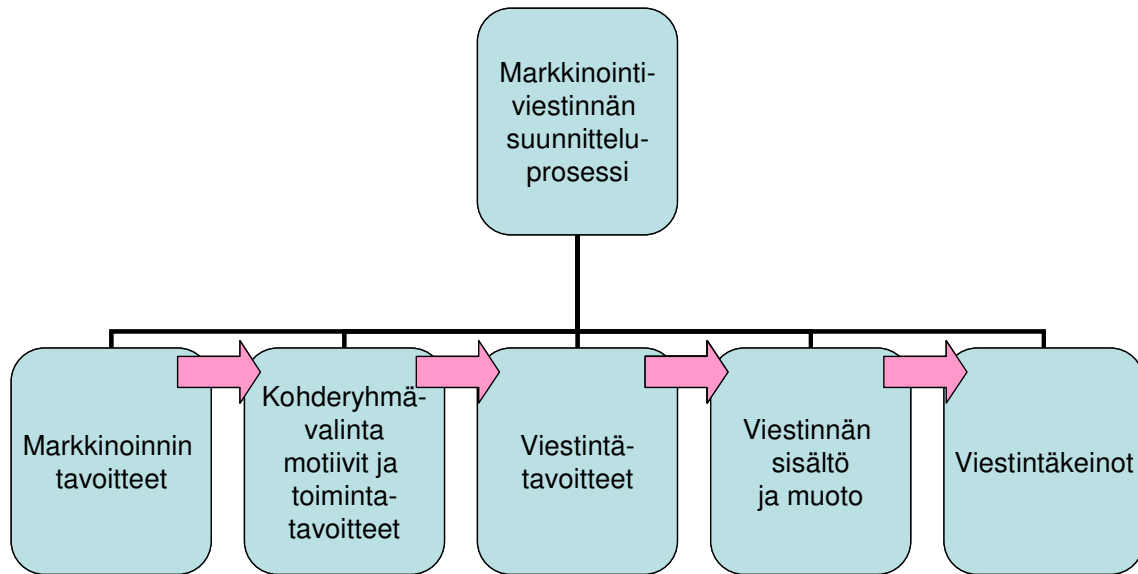 Markkinointi-
viestinnän
suunnittelu-
prosessi
Markkinoinnin
tavoitteet
Kohderyhmä-
valinta
motiivit ja
toiminta-
tavoitteet
Viestintä-
tavoitteet
Viestinnän
sisältö
ja muoto
Viestintäkeinot